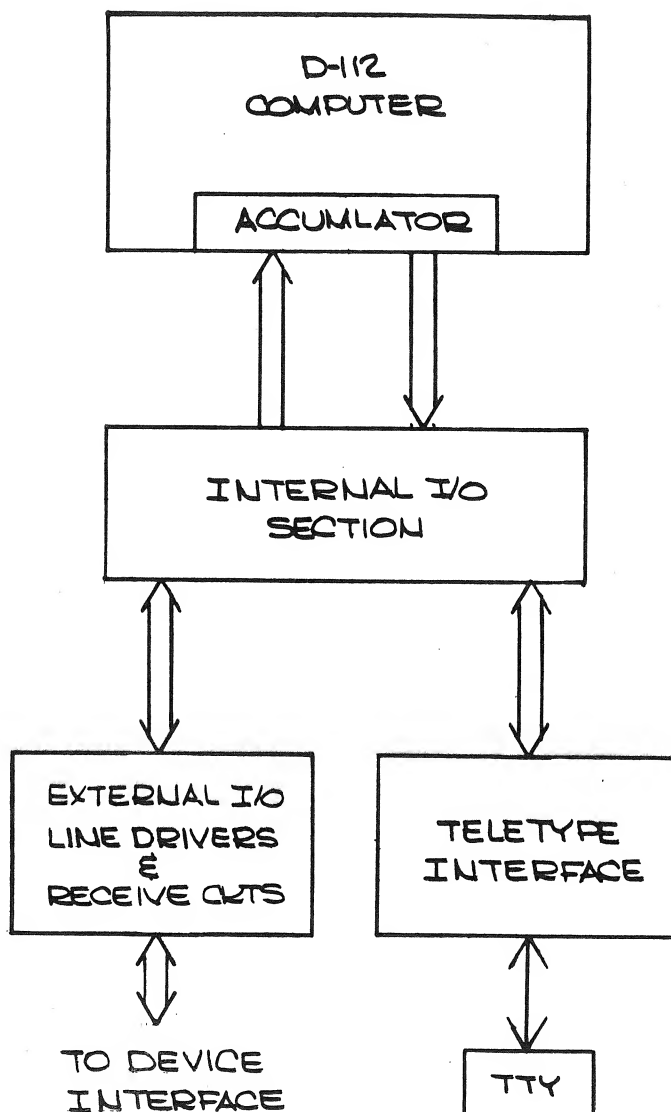 D-112
COMPUTER
ACCUMLATOR
INTERNAL I/O
SECTION
EXTERNAL I/O
LINE DRIVERS
&
RECEIVE CKTS
TELETYPE
INTERFACE
TO DEVICE
INTERFACE
TTY